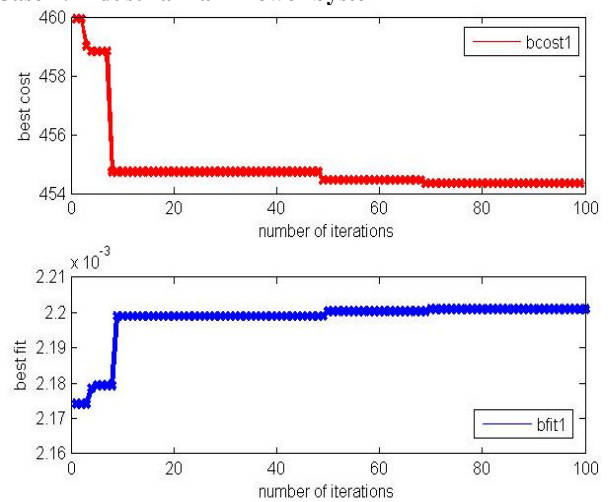 460
458
456
454
best cost
bcost1
0 20 40 60 80 100
number of iterations
x 10^-3
2.21
2.2
2.19
2.18
2.17
2.16
best fit
bfit1
0 20 40 60 80 100
number of iterations